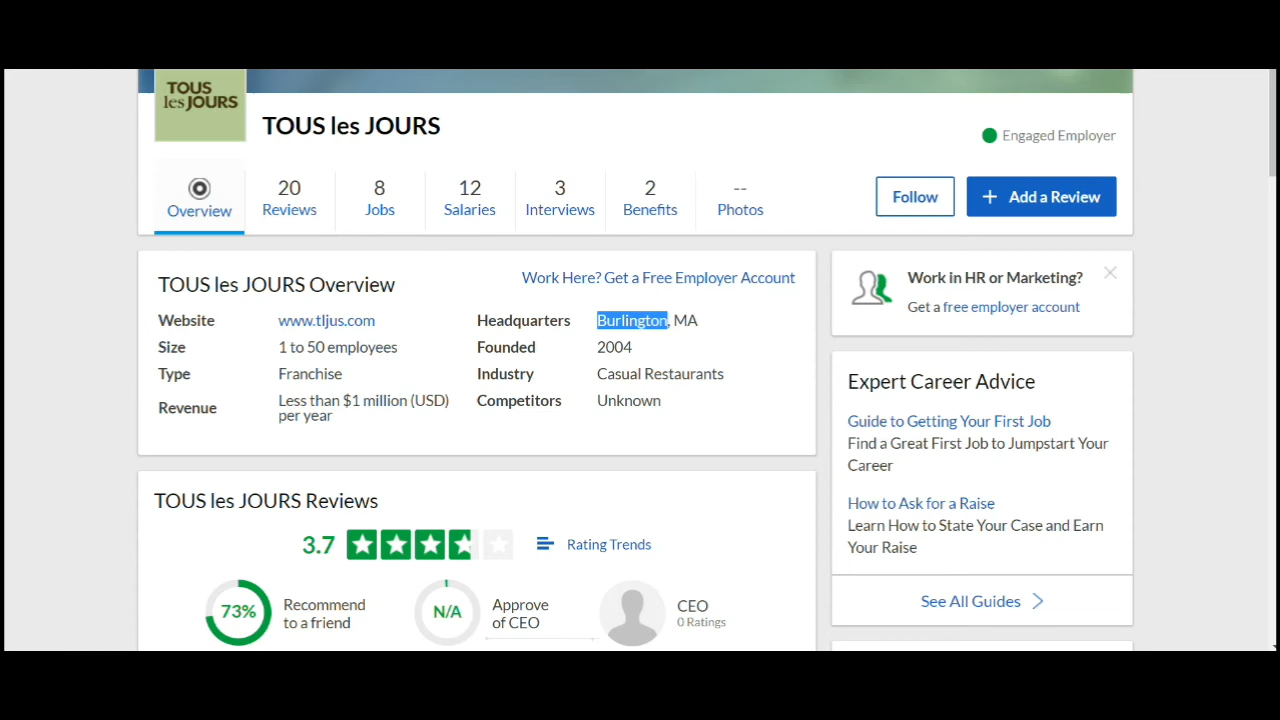 TOUS
les JOURS
TOUS les JOURS
Engaged Employer
Overview
20
Reviews
8
Jobs
12
Salaries
3
Interviews
2
Benefits
--
Photos
Follow
+ Add a Review
TOUS les JOURS Overview
Work Here? Get a Free Employer Account
Website www.tljus.com
Size 1 to 50 employees
Type Franchise
Revenue Less than $1 million (USD)
per year
Headquarters Burlington, MA
Founded 2004
Industry Casual Restaurants
Competitors Unknown
Work in HR or Marketing?
Get a free employer account
Expert Career Advice
Guide to Getting Your First Job
Find a Great First Job to Jumpstart Your
Career
How to Ask for a Raise
Learn How to State Your Case and Earn
Your Raise
See All Guides
TOUS les JOURS Reviews
3.7
Rating Trends
73%
Recommend
to a friend
N/A
Approve
of CEO
CEO
0 Ratings